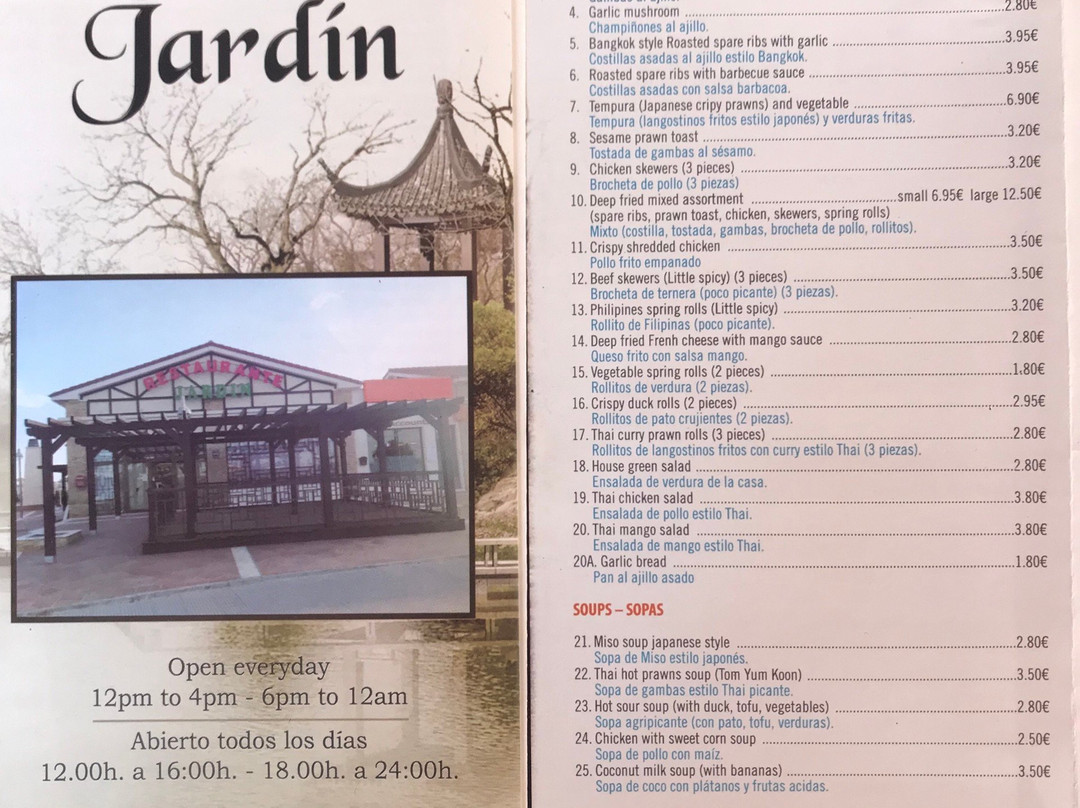 Jardín
RESTAURANTE
JARDIN
Open everyday
12pm to 4pm - 6pm to 12am
Abierto todos los días
12.00h. a 16:00h. - 18.00h. a 24:00h.
4. Garlic mushroom ....................2.80€
Champiñones al ajillo.
5. Bangkok style Roasted spare ribs with garlic ....................3.95€
Costillas asadas al ajillo estilo Bangkok.
6. Roasted spare ribs with barbecue sauce ....................3.95€
Costillas asadas con salsa barbacoa.
7. Tempura (Japanese cripy prawns) and vegetable ....................6.90€
Tempura (langostinos fritos estilo japonés) y verduras fritas.
8. Sesame prawn toast ....................3.20€
Tostada de gambas al sésamo.
9. Chicken skewers (3 pieces) ....................3.20€
Brocheta de pollo (3 piezas)
10. Deep fried mixed assortment ....................small 6.95€ large 12.50€
(spare ribs, prawn toast, chicken, skewers, spring rolls)
Mixto (costilla, tostada, gambas, brocheta de pollo, rollitos).
11. Crispy shredded chicken ....................3.50€
Pollo frito empanado
12. Beef skewers (Little spicy) (3 pieces) ....................3.50€
Brocheta de ternera (poco picante) (3 piezas).
13. Philipines spring rolls (Little spicy) ....................3.20€
Rollito de Filipinas (poco picante).
14. Deep fried Frenh cheese with mango sauce ....................2.80€
Queso frito con salsa mango.
15. Vegetable spring rolls (2 pieces) ....................1.80€
Rollitos de verdura (2 piezas).
16. Crispy duck rolls (2 pieces) ....................2.95€
Rollitos de pato crujientes (2 piezas).
17. Thai curry prawn rolls (3 pieces) ....................2.80€
Rollitos de langostinos fritos con curry estilo Thai (3 piezas).
18. House green salad ....................2.80€
Ensalada de verdura de la casa.
19. Thai chicken salad ....................3.80€
Ensalada de pollo estilo Thai.
20. Thai mango salad ....................3.80€
Ensalada de mango estilo Thai.
20A. Garlic bread ....................1.80€
Pan al ajillo asado
SOUPS – SOPAS
21. Miso soup japanese style ....................2.80€
Sopa de Miso estilo japonés.
22. Thai hot prawns soup (Tom Yum Koon) ....................3.50€
Sopa de gambas estilo Thai picante.
23. Hot sour soup (with duck, tofu, vegetables) ....................2.80€
Sopa agripicante (con pato, tofu, verduras).
24. Chicken with sweet corn soup ....................2.50€
Sopa de pollo con maíz.
25. Coconut milk soup (with bananas) ....................3.50€
Sopa de coco con plátanos y frutas acidas.